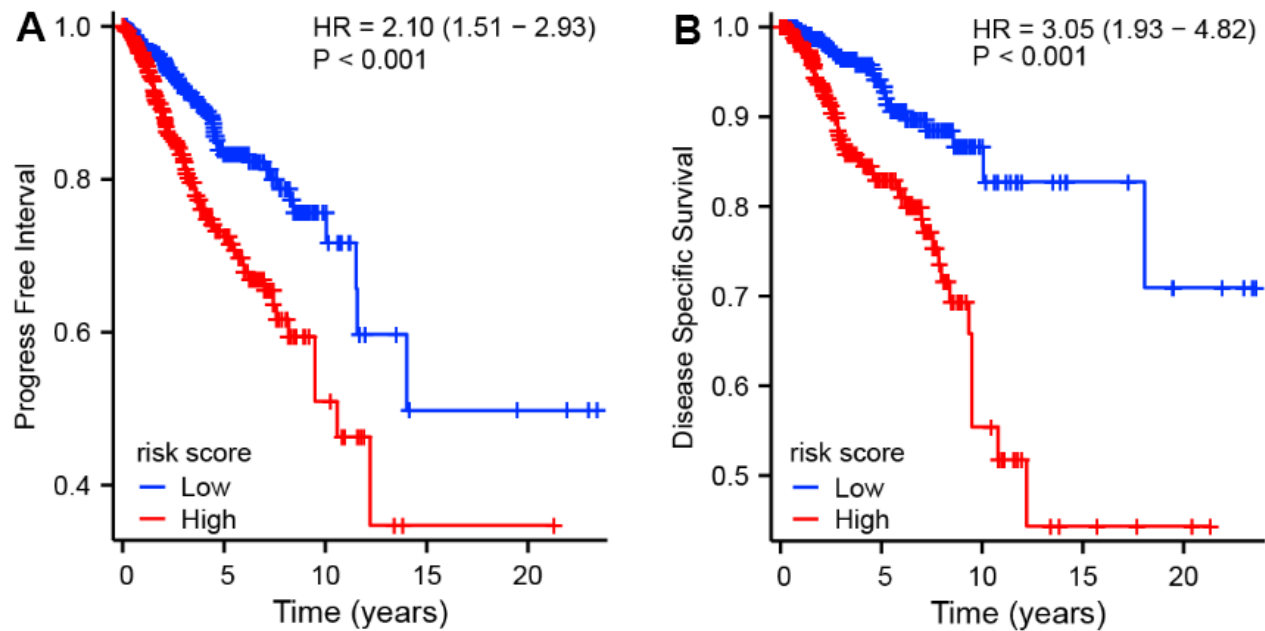 A
HR = 2.10 (1.51 − 2.93)
P < 0.001
Progress Free Interval
1.0
0.8
0.6
0.4
risk score
Low
High
0 5 10 15 20
Time (years)
B
HR = 3.05 (1.93 − 4.82)
P < 0.001
Disease Specific Survival
1.0
0.9
0.8
0.7
0.6
0.5
risk score
Low
High
0 5 10 15 20
Time (years)